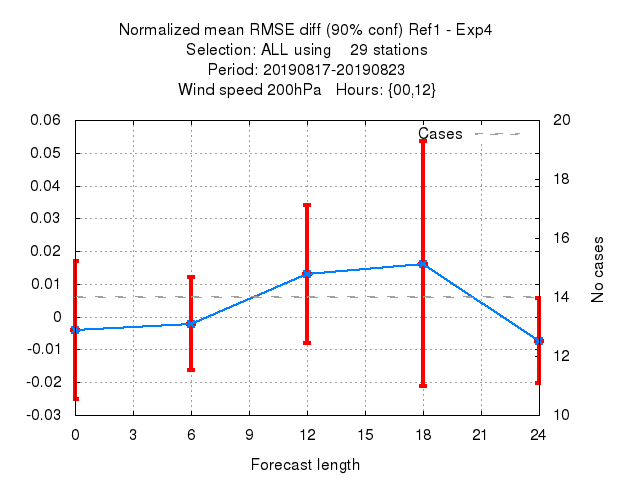 Normalized mean RMSE diff (90% conf) Ref1 - Exp4
Selection: ALL using    29 stations
Period: 20190817-20190823
Wind speed 200hPa   Hours: {00,12}
Cases
0.06
0.05
0.04
0.03
0.02
0.01
0
-0.01
-0.02
-0.03
20
18
16
14
12
10
No cases
0 3 6 9 12 15 18 21 24
Forecast length